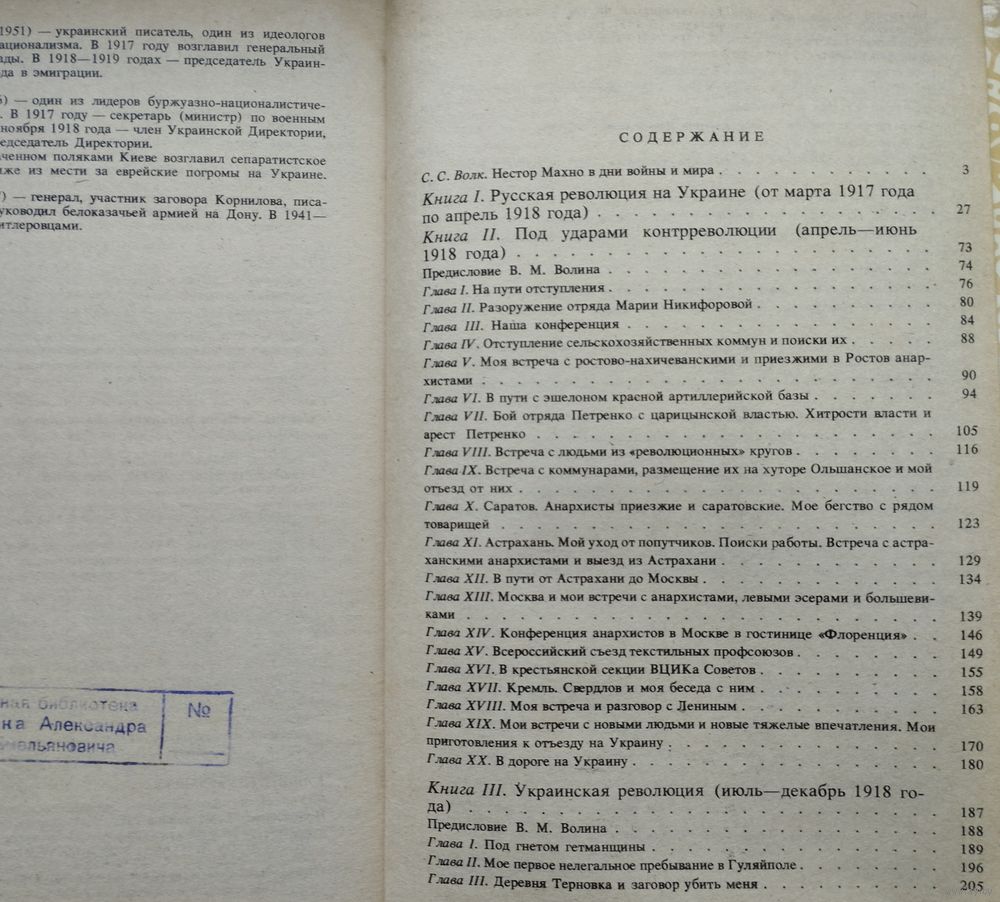 1951) — украинский писатель, один из идеологов
ационализма. В 1917 году возглавил генеральный
ады. В 1918—1919 годах — председатель Украин-
да в эмиграции.
) — один из лидеров буржуазно-националистиче-
. В 1917 году — секретарь (министр) по военным
ноября 1918 года — член Украинской Директории,
едседатель Директории.
ченном поляками Киеве возглавил сепаратистское
же из мести за еврейские погромы на Украине.
) — генерал, участник заговора Корнилова, писа-
уководил белоказачьей армией на Дону. В 1941—
итлеровцами.
ная библиотека
ка Александра
льяновича
№
СОДЕРЖАНИЕ
С. С. Волк. Нестор Махно в дни войны и мира . 3
Книга I. Русская революция на Украине (от марта 1917 года
по апрель 1918 года) . 27
Книга II. Под ударами контрреволюции (апрель—июнь
1918 года) . 73
Предисловие В. М. Волина . 74
Глава I. На пути отступления . 76
Глава II. Разоружение отряда Марии Никифоровой . 80
Глава III. Наша конференция . 84
Глава IV. Отступление сельскохозяйственных коммун и поиски их . 88
Глава V. Моя встреча с ростово-нахичеванскими и приезжими в Ростов анар-
хистами . 90
Глава VI. В пути с эшелоном красной артиллерийской базы . 94
Глава VII. Бой отряда Петренко с царицынской властью. Хитрости власти и
арест Петренко . 105
Глава VIII. Встреча с людьми из «революционных» кругов . 116
Глава IX. Встреча с коммунарами, размещение их на хуторе Ольшанское и мой
отъезд от них . 119
Глава X. Саратов. Анархисты приезжие и саратовские. Мое бегство с рядом
товарищей . 123
Глава XI. Астрахань. Мой уход от попутчиков. Поиски работы. Встреча с астра-
ханскими анархистами и выезд из Астрахани . 129
Глава XII. В пути от Астрахани до Москвы . 134
Глава XIII. Москва и мои встречи с анархистами, левыми эсерами и большеви-
ками . 139
Глава XIV. Конференция анархистов в Москве в гостинице «Флоренция» . 146
Глава XV. Всероссийский съезд текстильных профсоюзов . 149
Глава XVI. В крестьянской секции ВЦИКа Советов . 155
Глава XVII. Кремль. Свердлов и моя беседа с ним . 158
Глава XVIII. Моя встреча и разговор с Лениным . 163
Глава XIX. Мои встречи с новыми людьми и новые тяжелые впечатления. Мои
приготовления к отъезду на Украину . 170
Глава XX. В дороге на Украину . 180
Книга III. Украинская революция (июль—декабрь 1918 го-
да) . 187
Предисловие В. М. Волина . 188
Глава I. Под гнетом гетманщины . 189
Глава II. Мое первое нелегальное пребывание в Гуляйполе . 196
Глава III. Деревня Терновка и заговор убить меня . 205